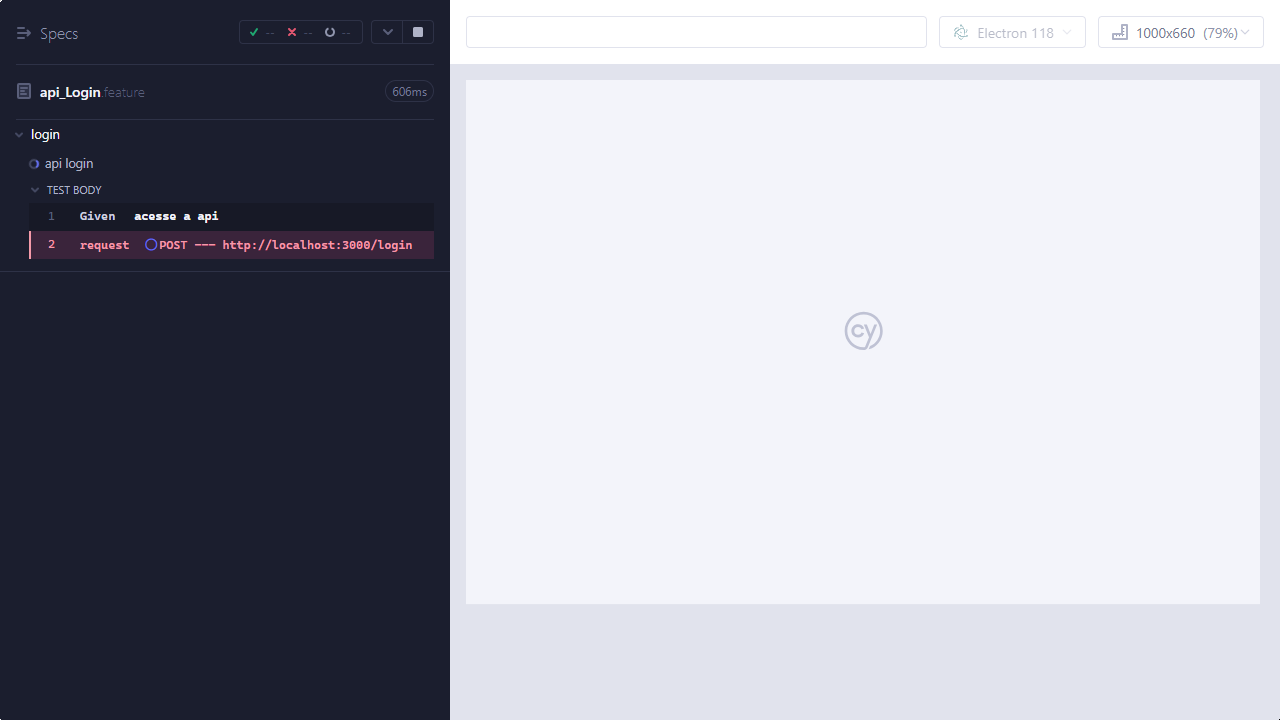 Specs -- -- --
Electron 118
1000x660 (79%)
api_Login.feature 606ms
login
api login
TEST BODY
1 Given acesse a api
2 request POST --- http://localhost:3000/login
cy